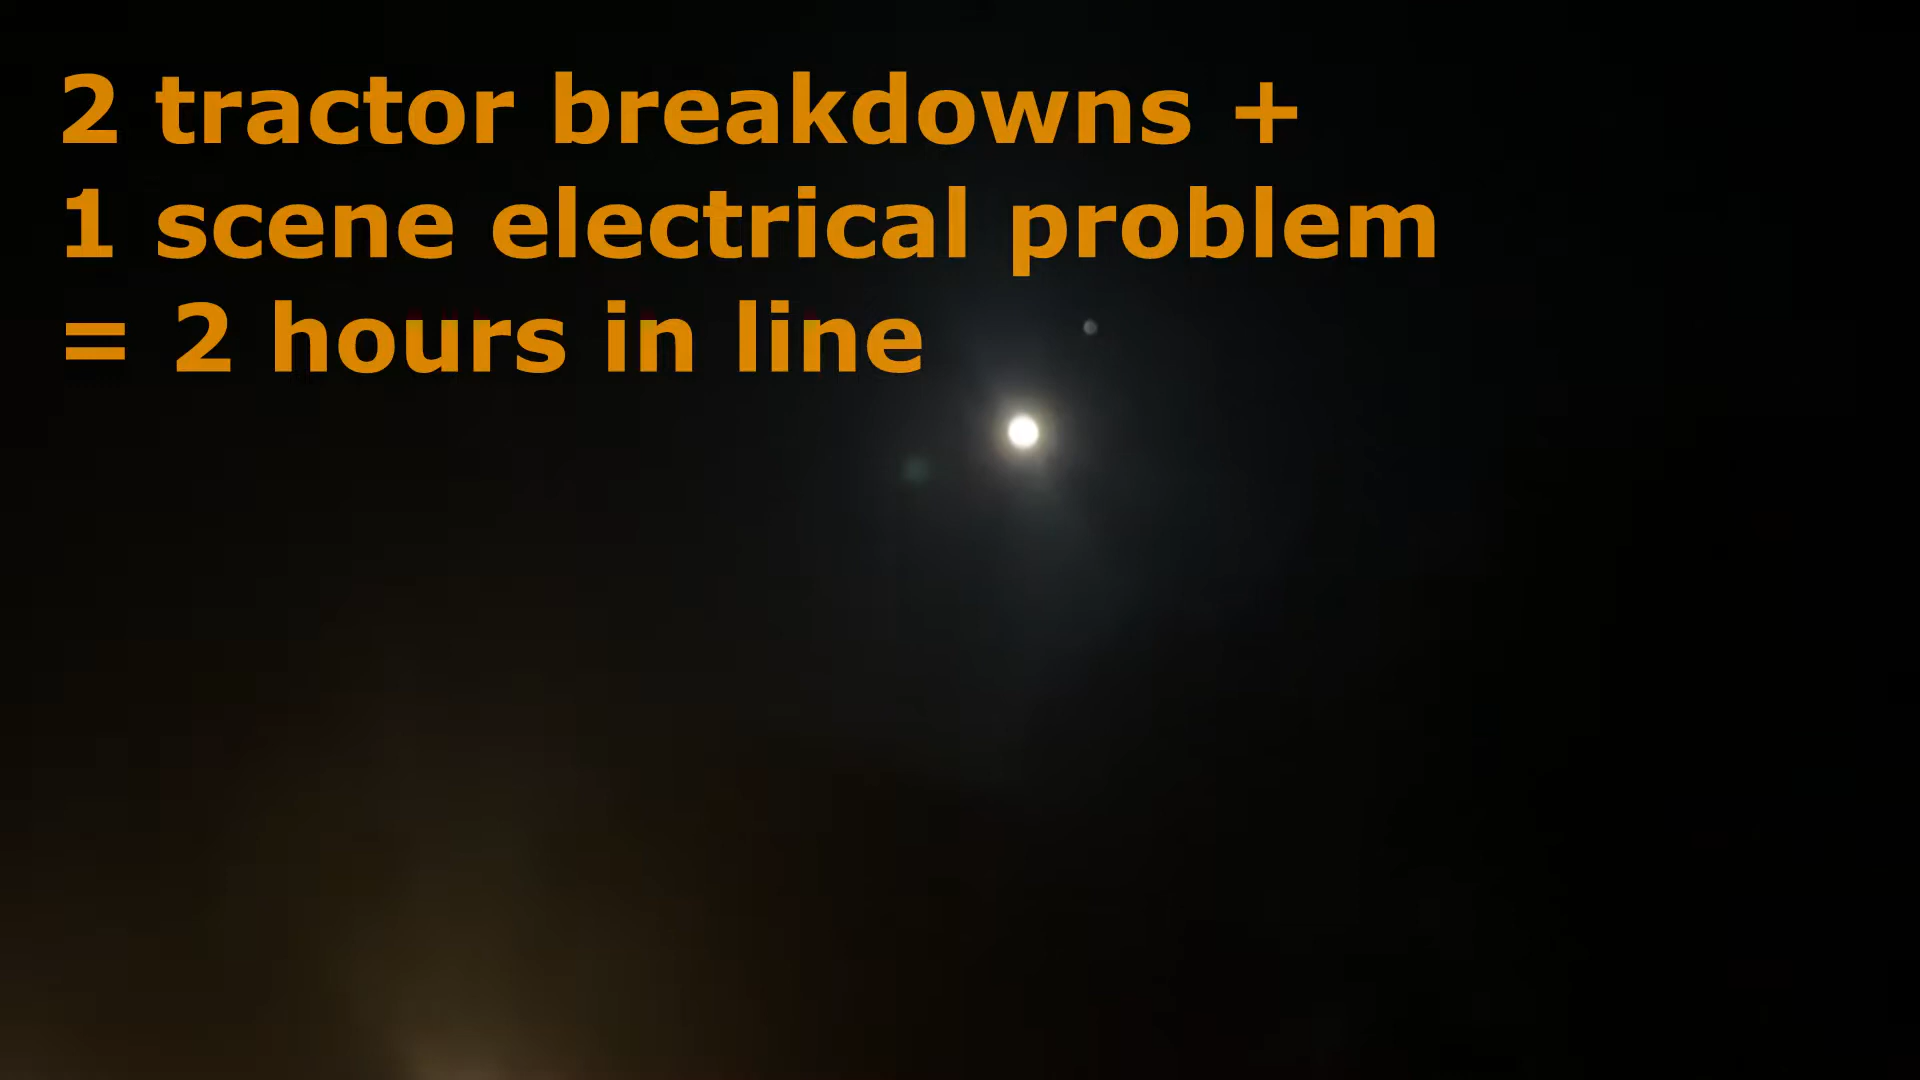 2 tractor breakdowns +
1 scene electrical problem
= 2 hours in line